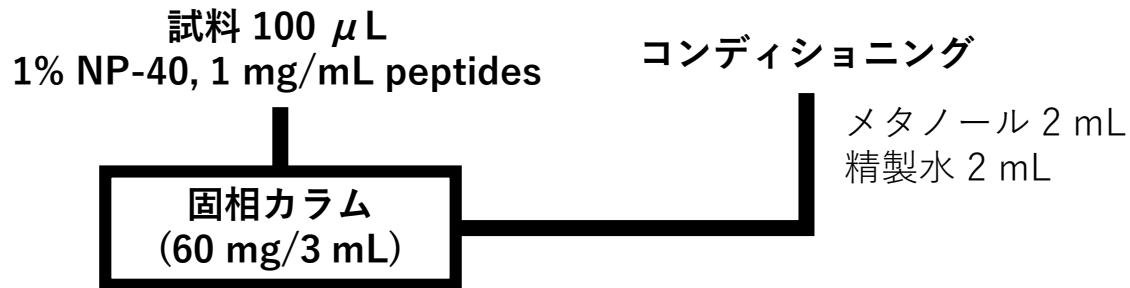 試料 100 μL
1% NP-40, 1 mg/mL peptides
コンディショニング
メタノール 2 mL
精製水 2 mL
固相カラム
(60 mg/3 mL)